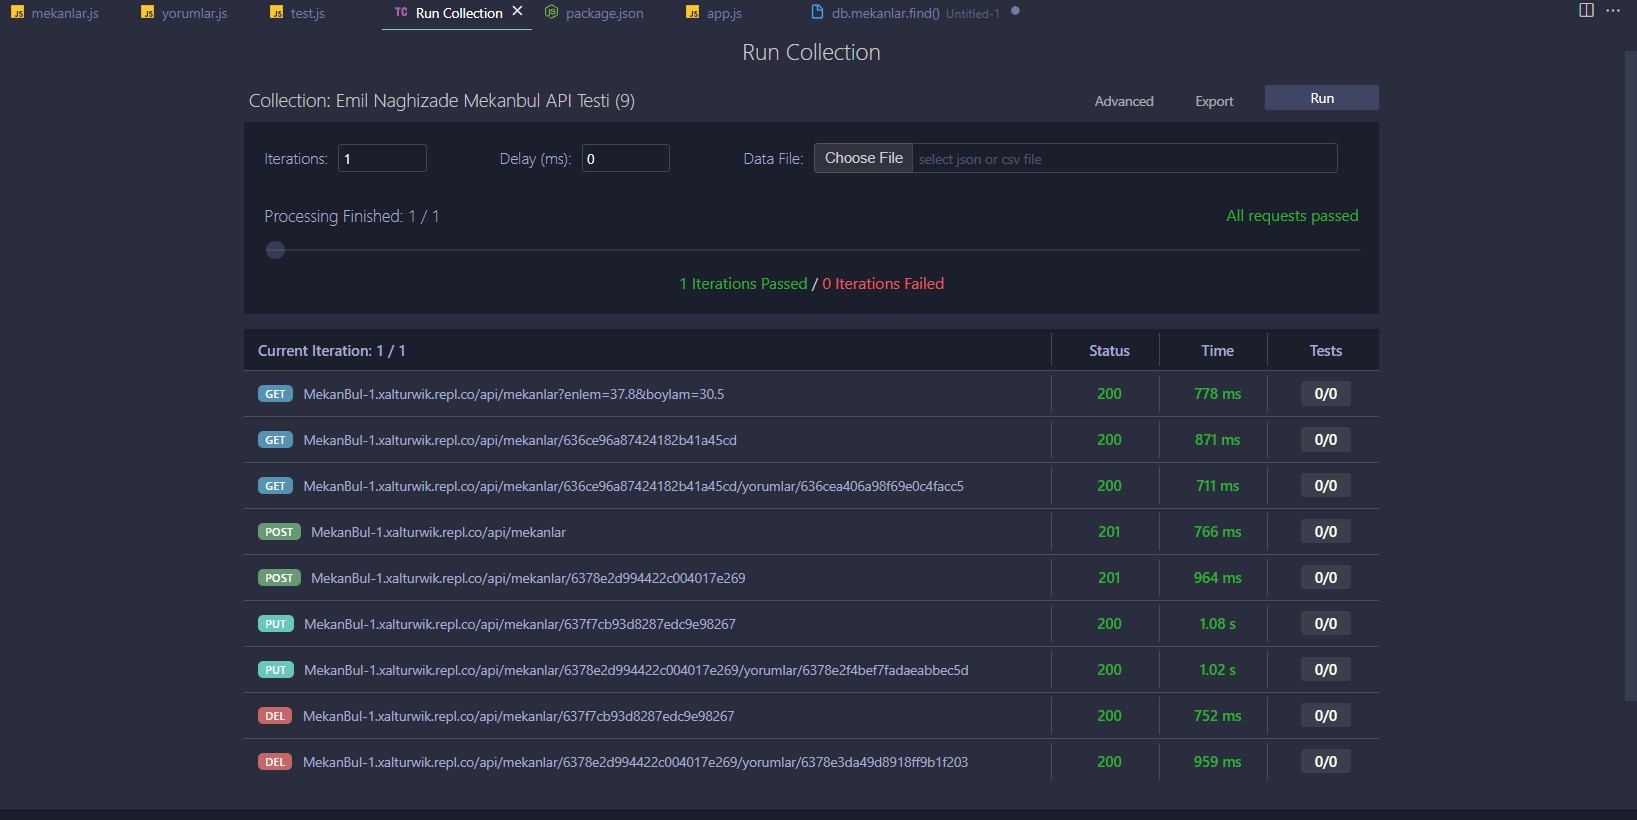 JS mekanlar.js JS yorumlar.js JS test.js TC Run Collection × JS package.json JS app.js db.mekanlar.find() Untitled-1 ● ···
Run Collection
Collection: Emil Naghizade Mekanbul API Testi (9) Advanced Export Run
Iterations: 1 Delay (ms): 0 Data File: Choose File select json or csv file
Processing Finished: 1 / 1 All requests passed
1 Iterations Passed / 0 Iterations Failed
Current Iteration: 1 / 1 Status Time Tests
GET MekanBul-1.xalturwik.repl.co/api/mekanlar?enlem=37.8&boylam=30.5 200 778 ms 0/0
GET MekanBul-1.xalturwik.repl.co/api/mekanlar/636ce96a87424182b41a45cd 200 871 ms 0/0
GET MekanBul-1.xalturwik.repl.co/api/mekanlar/636ce96a87424182b41a45cd/yorumlar/636cea406a98f69e0c4facc5 200 711 ms 0/0
POST MekanBul-1.xalturwik.repl.co/api/mekanlar 201 766 ms 0/0
POST MekanBul-1.xalturwik.repl.co/api/mekanlar/6378e2d994422c004017e269 201 964 ms 0/0
PUT MekanBul-1.xalturwik.repl.co/api/mekanlar/637f7cb93d8287edc9e98267 200 1.08 s 0/0
PUT MekanBul-1.xalturwik.repl.co/api/mekanlar/6378e2d994422c004017e269/yorumlar/6378e2f4bef7fadaeabbec5d 200 1.02 s 0/0
DEL MekanBul-1.xalturwik.repl.co/api/mekanlar/637f7cb93d8287edc9e98267 200 752 ms 0/0
DEL MekanBul-1.xalturwik.repl.co/api/mekanlar/6378e2d994422c004017e269/yorumlar/6378e3da49d8918ff9b1f203 200 959 ms 0/0